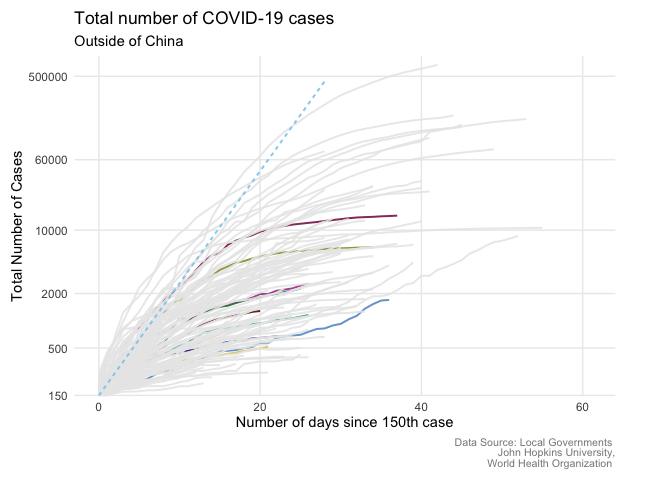 Total number of COVID-19 cases
Outside of China
Total Number of Cases
500000
60000
10000
2000
500
150
0
20
40
60
Number of days since 150th case
Data Source: Local Governments
John Hopkins University,
World Health Organization